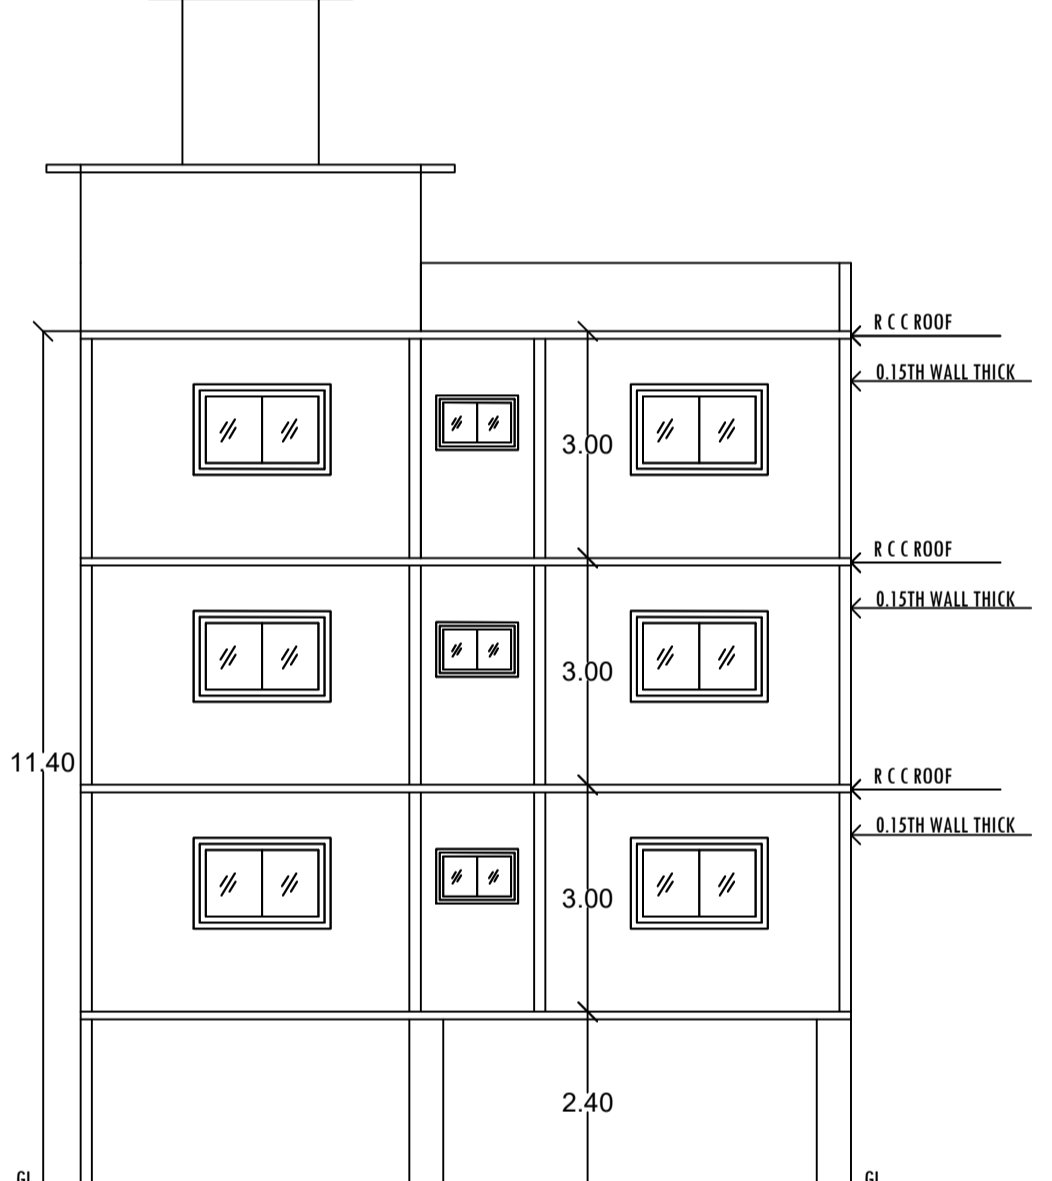 R C C ROOF
0.15TH WALL THICK
3.00
R C C ROOF
0.15TH WALL THICK
3.00
11.40
R C C ROOF
0.15TH WALL THICK
3.00
2.40
GL GL